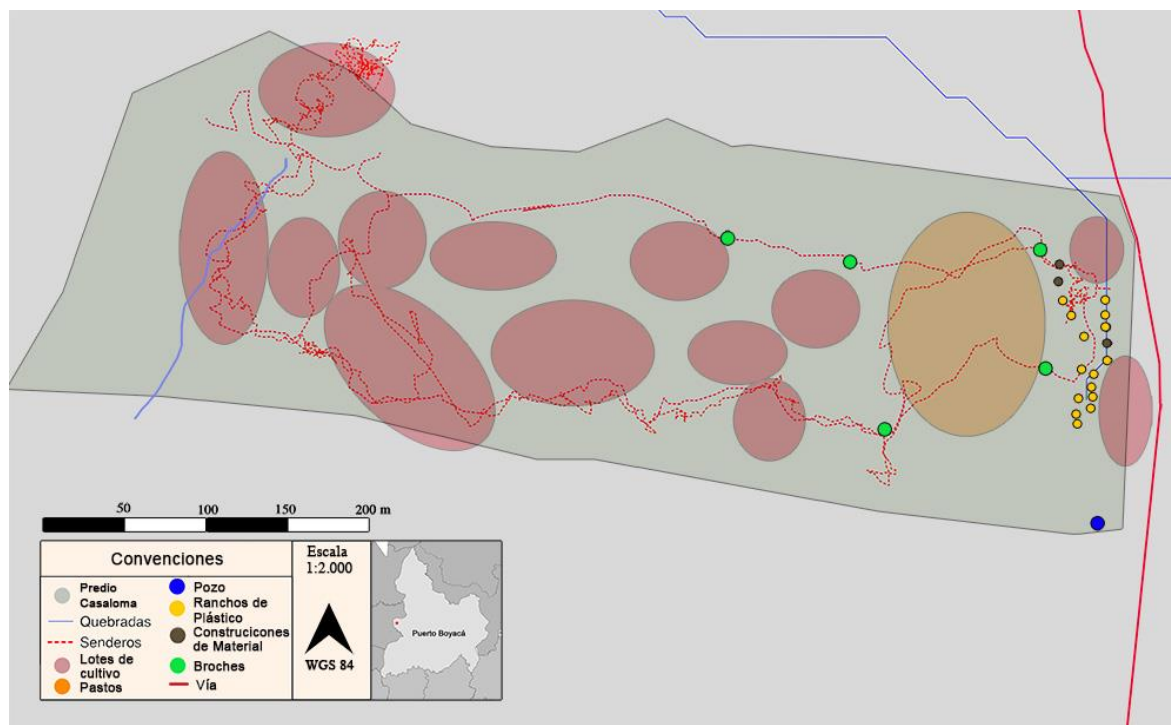 50 100 150 200 m
Convenciones
Predio
Casaloma
Quebradas
Senderos
Lotes de
cultivo
Pastos
Pozo
Ranchos de
Plástico
Construciones
de Material
Broches
Vía
Escala
1:2.000
WGS 84
Puerto Boyacá